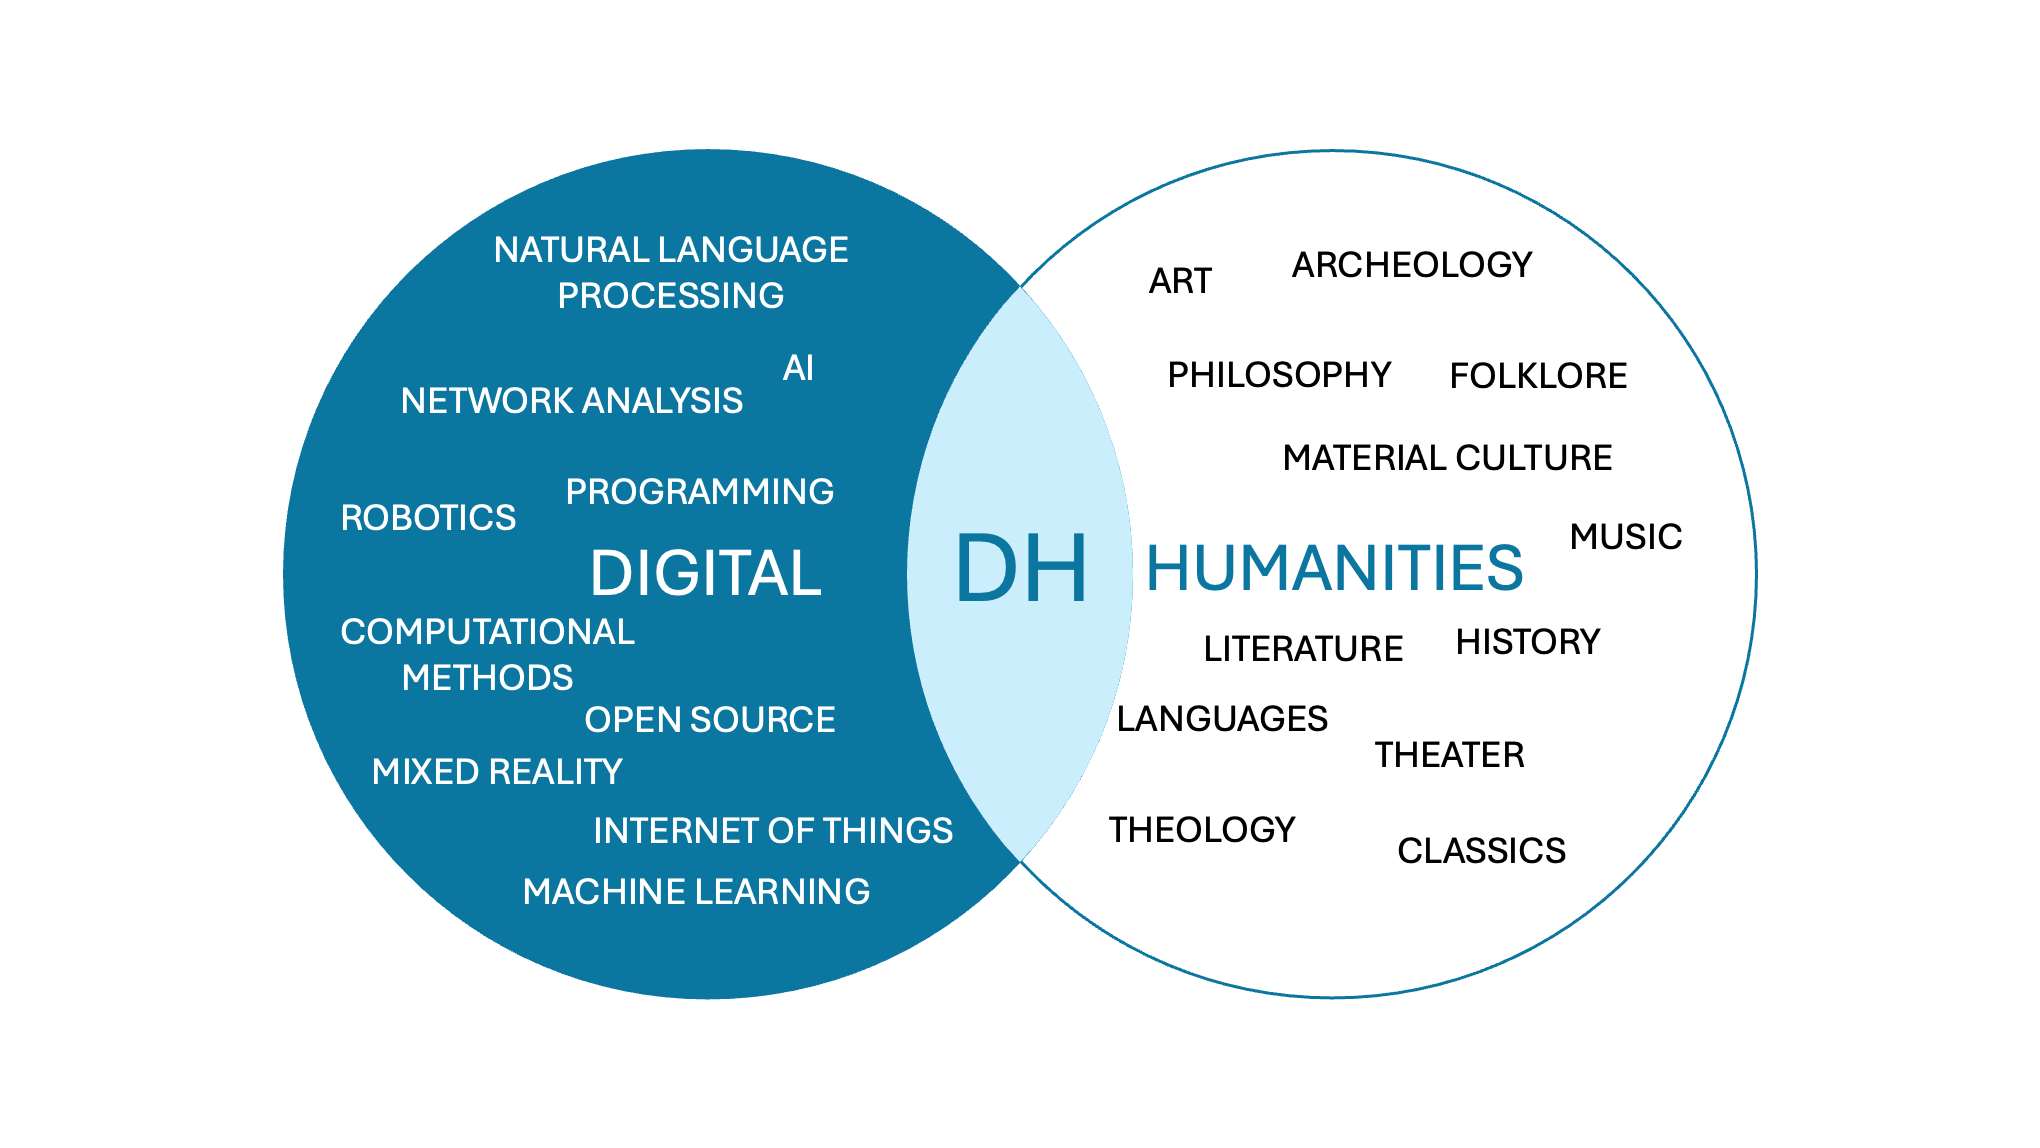 NATURAL LANGUAGE
PROCESSING
AI
NETWORK ANALYSIS
PROGRAMMING
ROBOTICS
DIGITAL
COMPUTATIONAL
METHODS
OPEN SOURCE
MIXED REALITY
INTERNET OF THINGS
MACHINE LEARNING
DH
ART
ARCHEOLOGY
PHILOSOPHY
FOLKLORE
MATERIAL CULTURE
MUSIC
HUMANITIES
LITERATURE
HISTORY
LANGUAGES
THEATER
THEOLOGY
CLASSICS